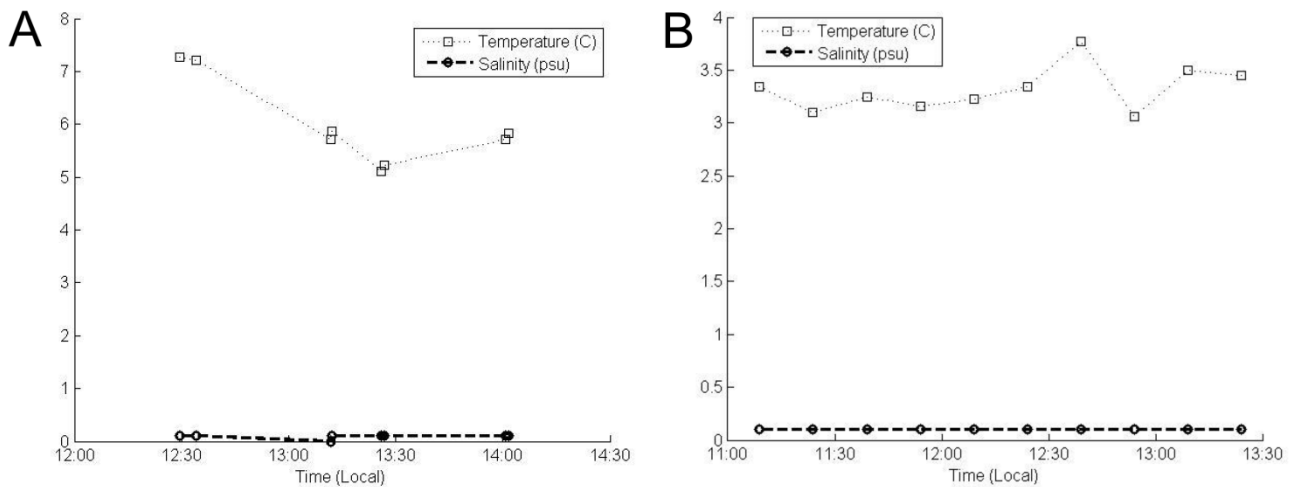 A
8
7
6
5
4
3
2
1
0
Temperature (C)
Salinity (psu)
12:00 12:30 13:00 13:30 14:00 14:30
Time (Local)
B
4
3.5
3
2.5
2
1.5
1
0.5
0
Temperature (C)
Salinity (psu)
11:00 11:30 12:00 12:30 13:00 13:30
Time (Local)